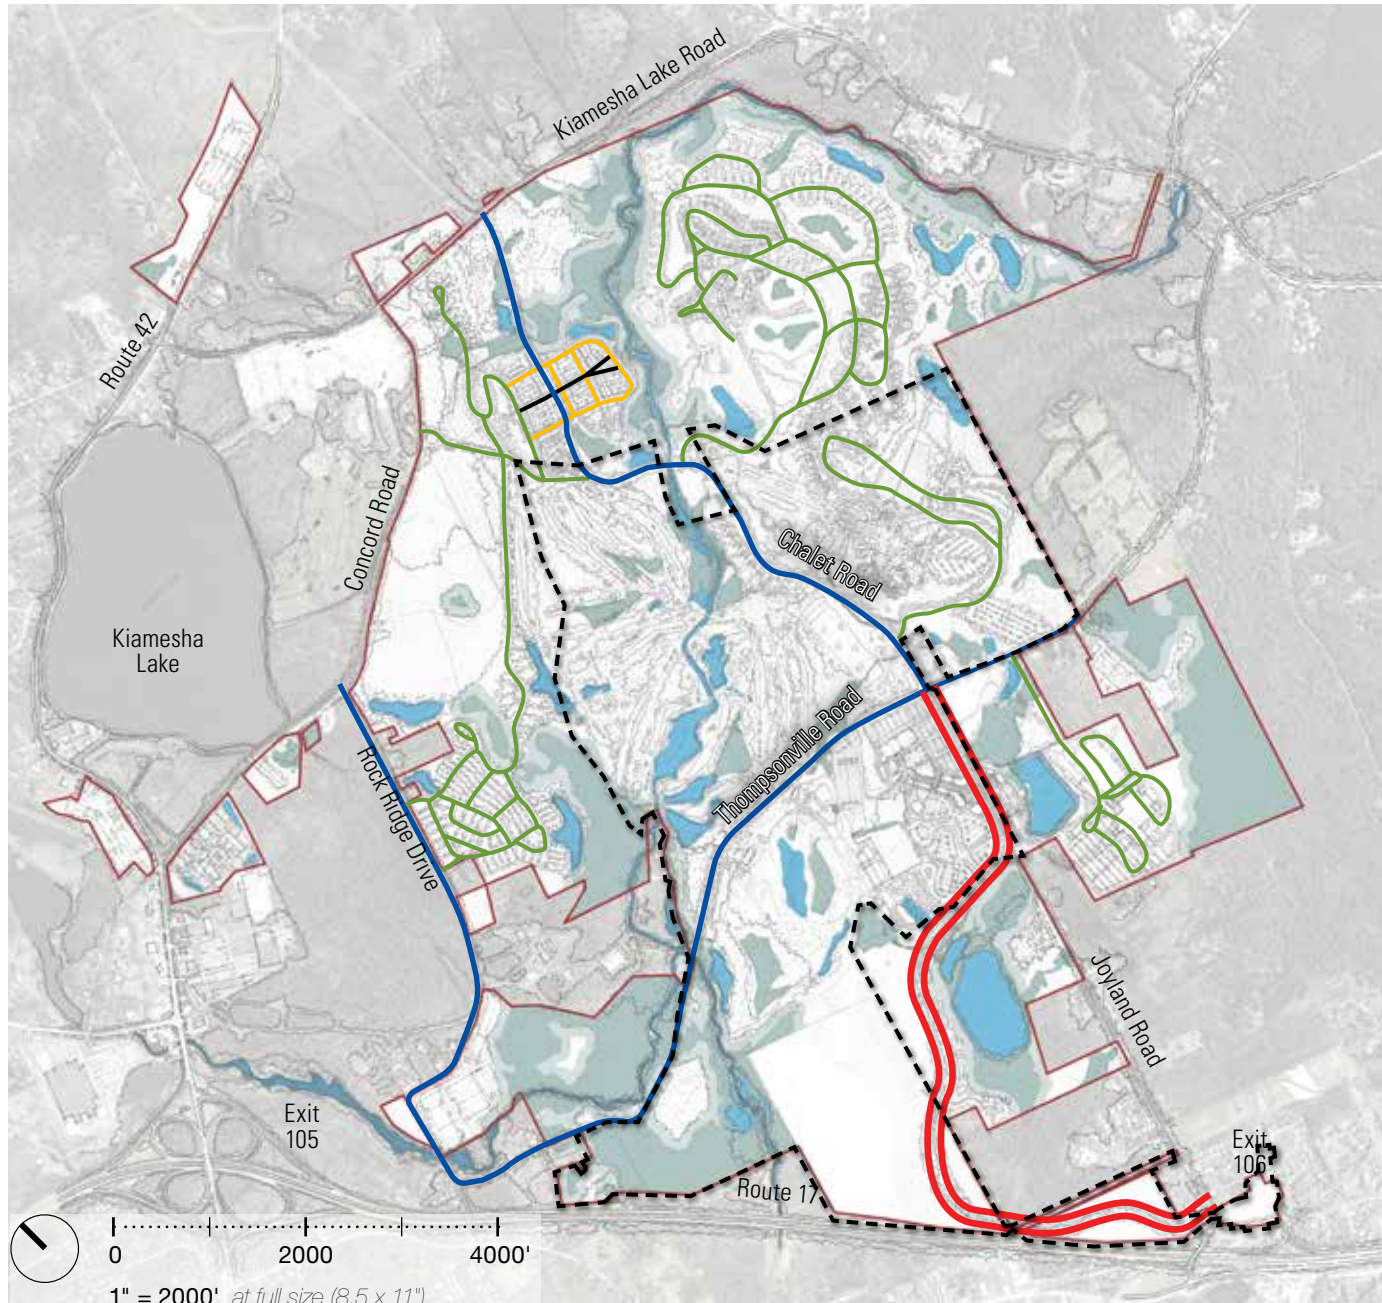 Kiamesha Lake Road
Route 42
Concord Road
Chalet Road
Kiamesha
Lake
Thompsonville Road
Rock Ridge Drive
Joyland Road
Exit
105
Exit
106
Route 17
0 2000 4000'
1" = 2000' at full size (8.5 x 11")